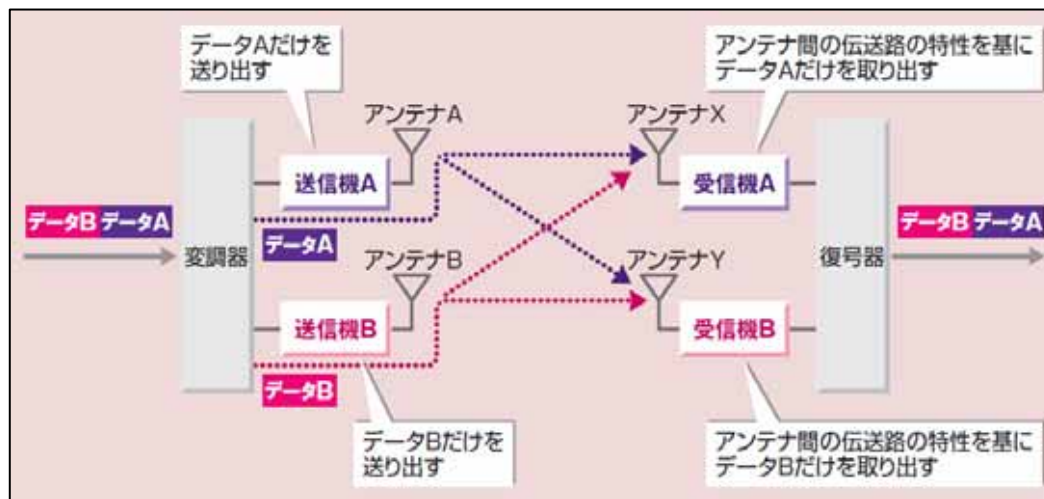 データAだけを
送り出す
アンテナ間の伝送路の特性を基に
データAだけを取り出す
アンテナA
アンテナX
送信機A
受信機A
データB データA
変調器
データA
アンテナB
アンテナY
復号器
データB データA
送信機B
受信機B
データB
データBだけを
送り出す
アンテナ間の伝送路の特性を基に
データBだけを取り出す